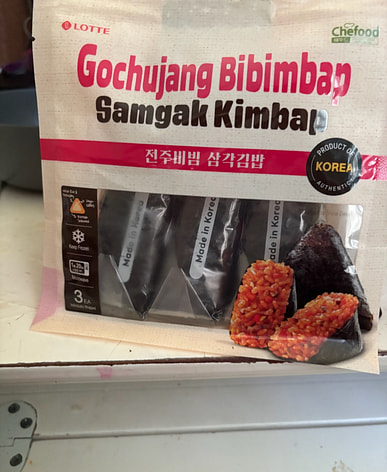 LOTTE
Chefood
Gochujang Bibimbap
Samgak Kimbap
전주비빔 삼각김밥
PRODUCT OF
KOREA
AUTHENTIC
Made in Korea
Made in Korea
Made in Korea
Keep Frozen
3 EA